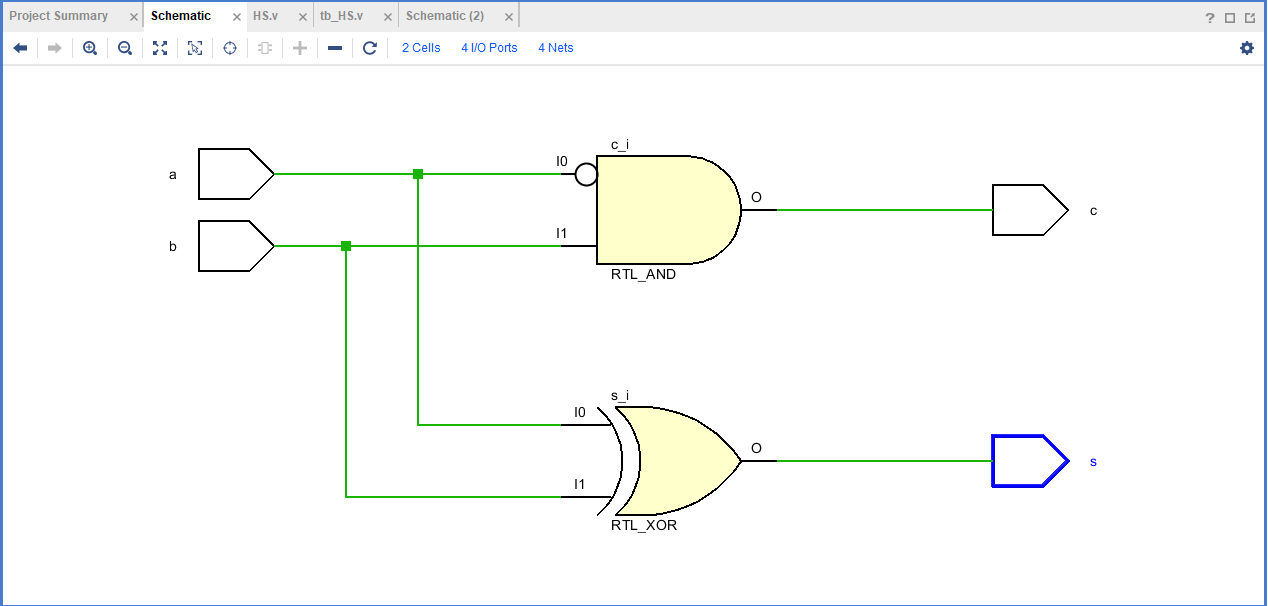 Project Summary × Schematic × HS.v × tb_HS.v × Schematic (2) × ?
2 Cells 4 I/O Ports 4 Nets
c_i
a I0 O c
b I1
RTL_AND
s_i
I0 O s
I1
RTL_XOR